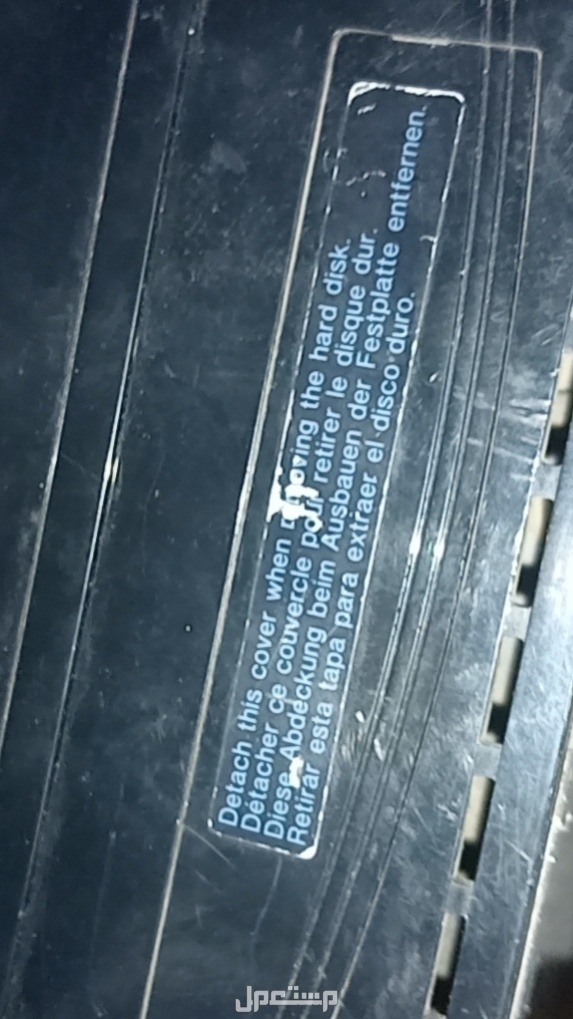 Detach this cover when removing the hard disk.
Détacher ce couvercle pour retirer le disque dur.
Diese Abdeckung beim Ausbauen der Festplatte entfernen.
Retirar esta tapa para extraer el disco duro.
مستعمل